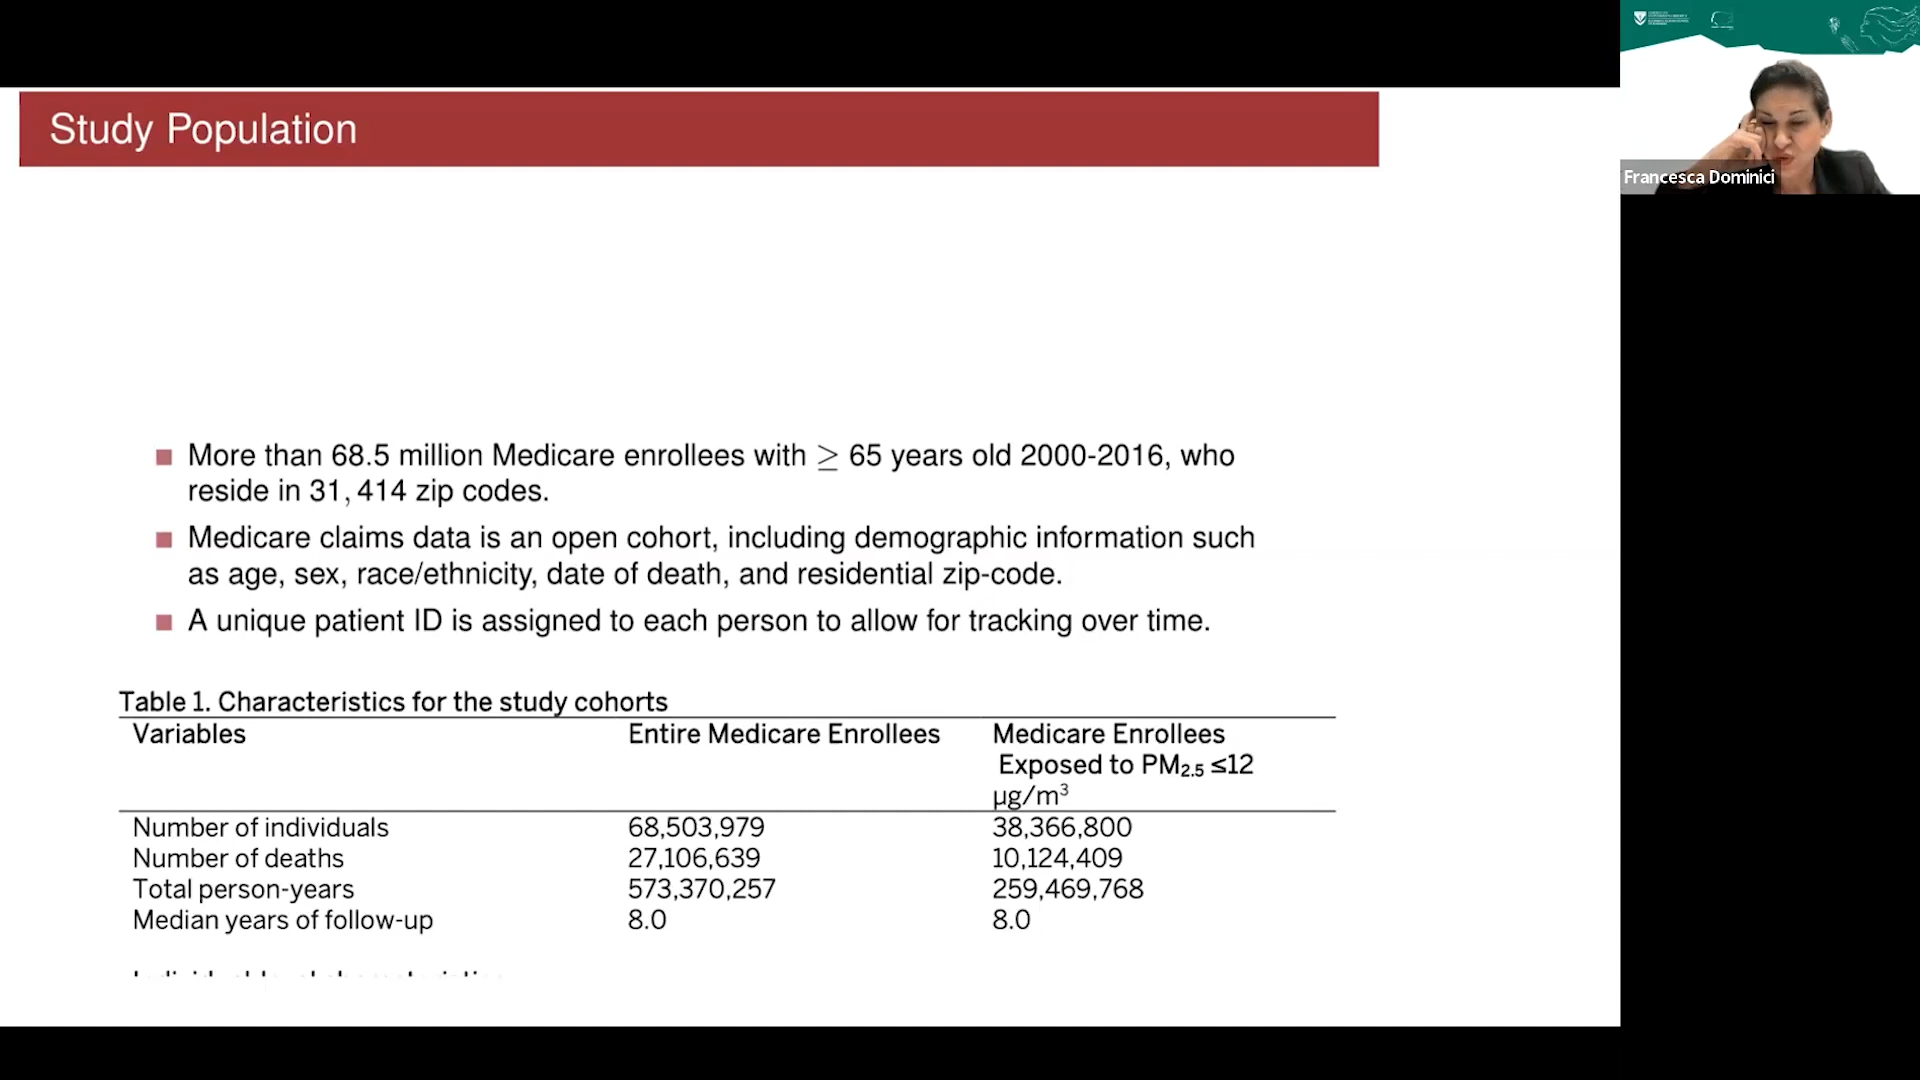 Study Population
Francesca Dominici
More than 68.5 million Medicare enrollees with ≥ 65 years old 2000-2016, who
reside in 31, 414 zip codes.
Medicare claims data is an open cohort, including demographic information such
as age, sex, race/ethnicity, date of death, and residential zip-code.
A unique patient ID is assigned to each person to allow for tracking over time.
Table 1. Characteristics for the study cohorts
Variables Entire Medicare Enrollees Medicare Enrollees
Exposed to PM2.5 ≤12
µg/m³
Number of individuals 68,503,979 38,366,800
Number of deaths 27,106,639 10,124,409
Total person-years 573,370,257 259,469,768
Median years of follow-up 8.0 8.0